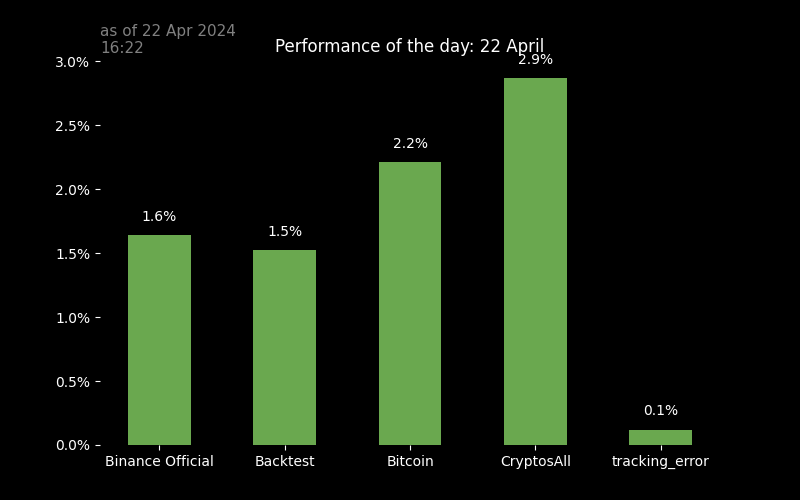 as of 22 Apr 2024
16:22
Performance of the day: 22 April
3.0%
2.5%
2.0%
1.5%
1.0%
0.5%
0.0%
1.6%
1.5%
2.2%
2.9%
0.1%
Binance Official
Backtest
Bitcoin
CryptosAll
tracking_error